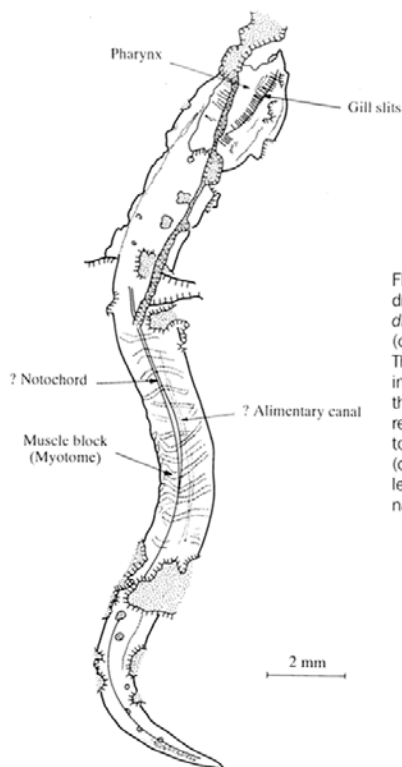 Pharynx
Gill slits
? Notochord
? Alimentary canal
Muscle block
(Myotome)
2 mm